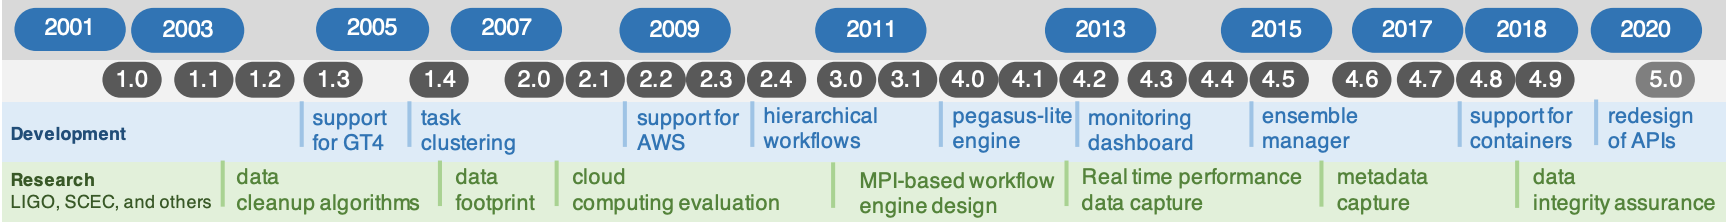 2001 2003 2005 2007 2009 2011 2013 2015 2017 2018 2020
1.0 1.1 1.2 1.3 1.4 2.0 2.1 2.2 2.3 2.4 3.0 3.1 4.0 4.1 4.2 4.3 4.4 4.5 4.6 4.7 4.8 4.9 5.0
Development
support
for GT4
task
clustering
support for
AWS
hierarchical
workflows
pegasus-lite
engine
monitoring
dashboard
ensemble
manager
support for
containers
redesign
of APIs
Research
LIGO, SCEC, and others
data
cleanup algorithms
data
footprint
cloud
computing evaluation
MPI-based workflow
engine design
Real time performance
data capture
metadata
capture
data
integrity assurance